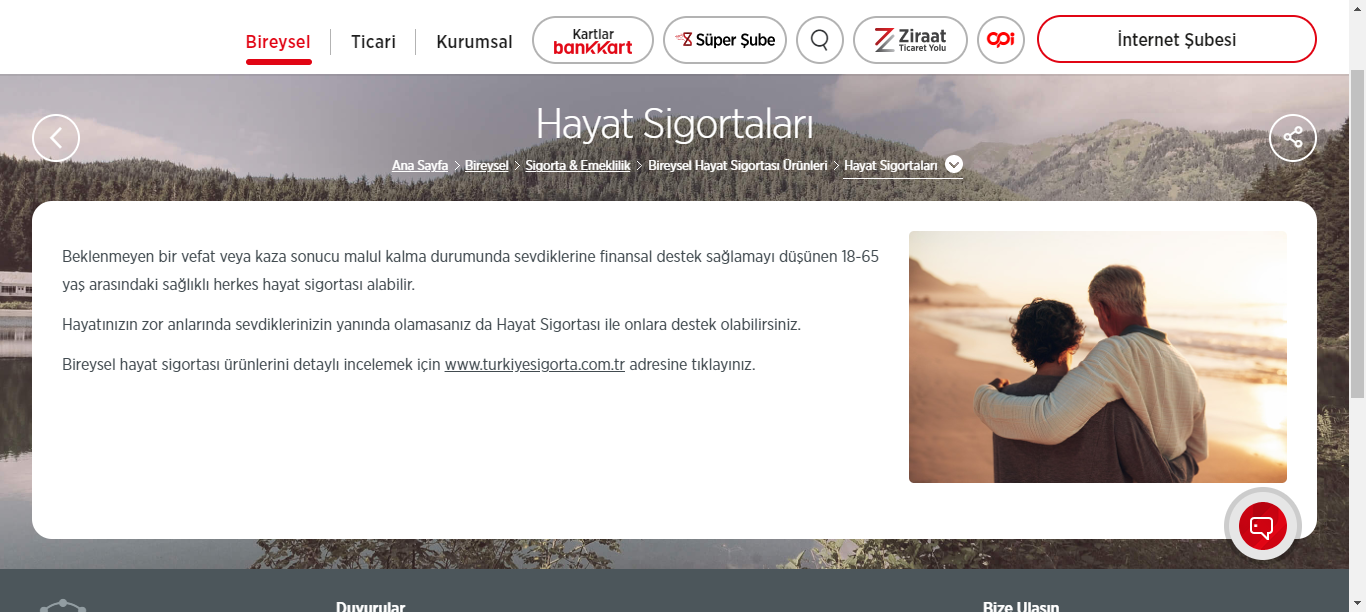 Bireysel
Ticari
Kurumsal
Kartlar
bankkart
Süper Şube
Ziraat
Ticaret Yolu
opi
İnternet Şubesi
Hayat Sigortaları
Ana Sayfa > Bireysel > Sigorta & Emeklilik > Bireysel Hayat Sigortası Ürünleri > Hayat Sigortaları
Beklenmeyen bir vefat veya kaza sonucu malul kalma durumunda sevdiklerine finansal destek sağlamayı düşünen 18-65
yaş arasındaki sağlıklı herkes hayat sigortası alabilir.
Hayatınızın zor anlarında sevdiklerinizin yanında olamasanız da Hayat Sigortası ile onlara destek olabilirsiniz.
Bireysel hayat sigortası ürünlerini detaylı incelemek için www.turkiyesigorta.com.tr adresine tıklayınız.
Duyurular
Bize Ulaşın